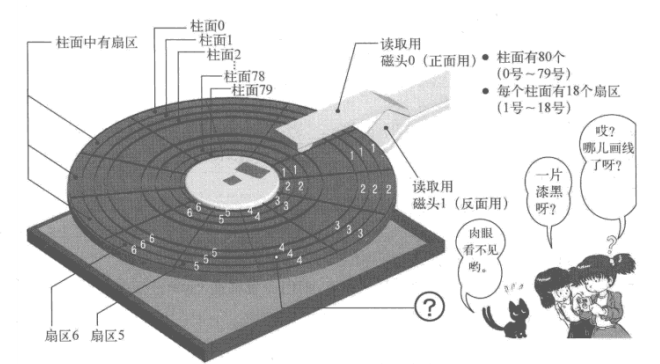 柱面0
柱面1
柱面2
⋮
柱面78
柱面79
柱面中有扇区
读取用
磁头0（正面用）
● 柱面有80个
（0号～79号）
● 每个柱面有18个扇区
（1号～18号）
读取用
磁头1（反面用）
1 1 1 1 1
2 2 2 2 2
3 3 3 3 3
4 4 4 4 4
5 5 5 5 5
6 6 6 6 6
扇区6
扇区5
?
哎？
哪儿画线
了呀？
一片
漆黑
呀？
肉眼
看不见
哟。
?